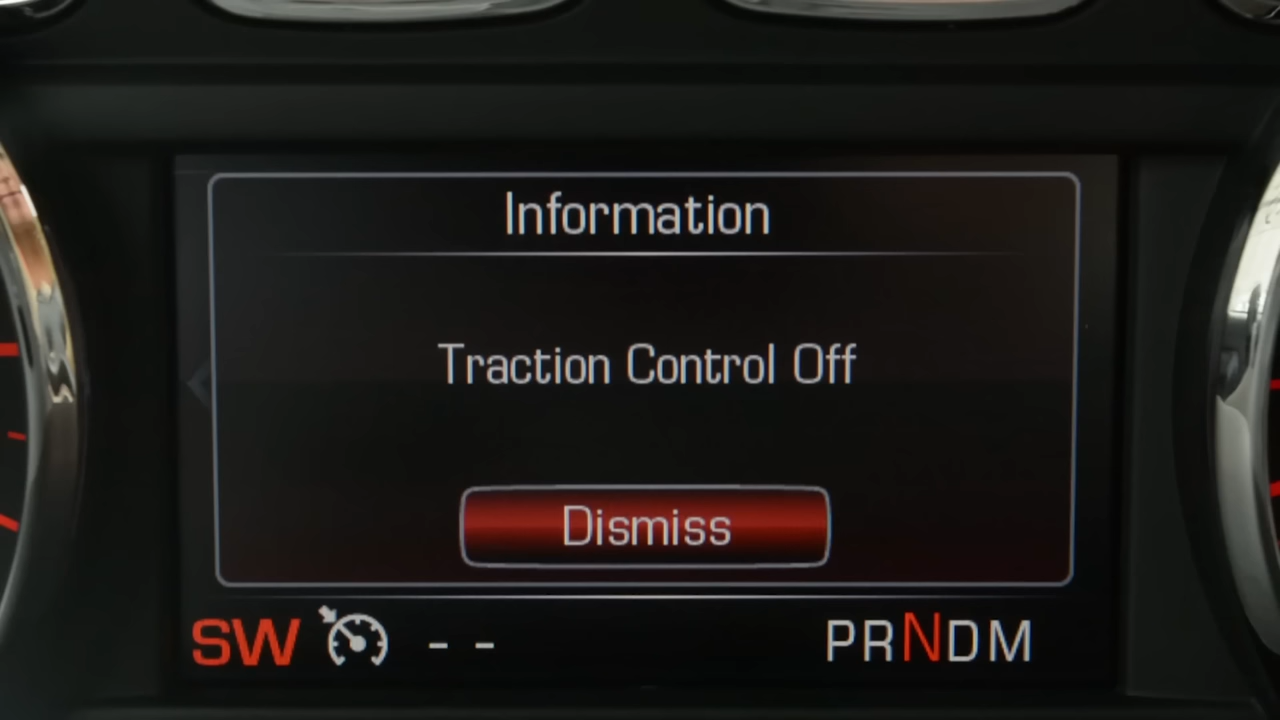 Information
Traction Control Off
Dismiss
SW - - PRNDM